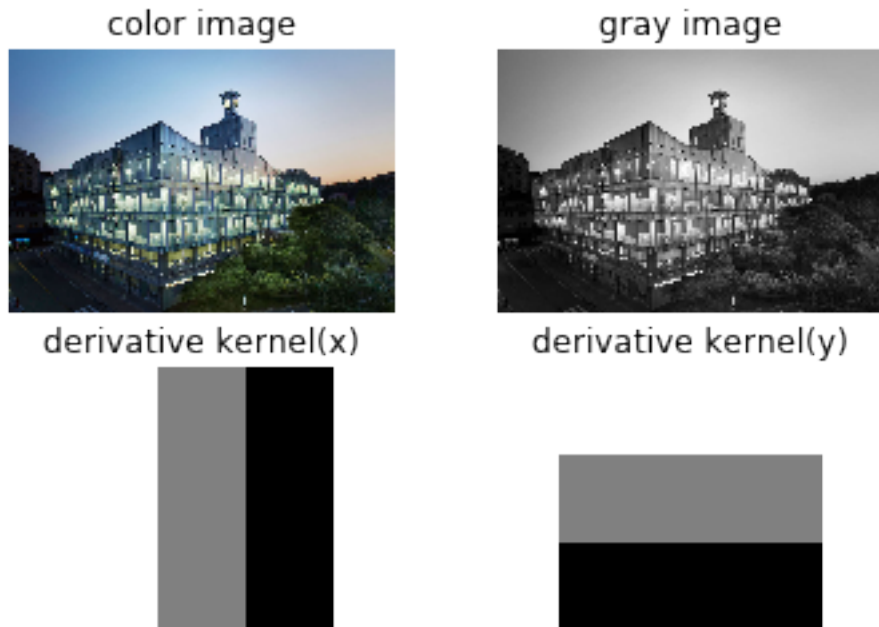 color image
gray image
derivative kernel(x)
derivative kernel(y)